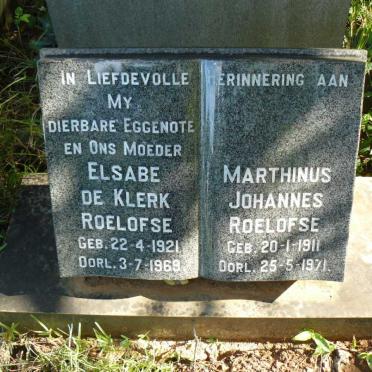 In Liefdevolle Herinnering aan
My
dierbare Eggenote
en Ons Moeder
Elsabe
de Klerk
Roelofse
Geb. 22-4-1921.
Oorl. 3-7-1969.
Marthinus
Johannes
Roelofse
Geb. 20-1-1911
Oorl. 25-5-1971.